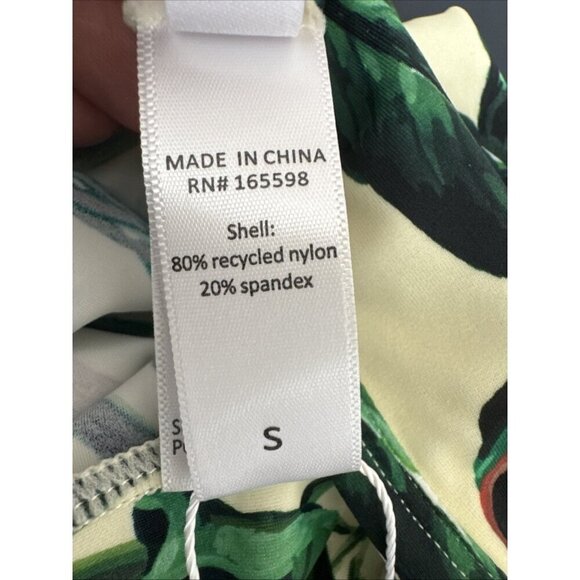 MADE IN CHINA
RN# 165598
Shell:
80% recycled nylon
20% spandex
S